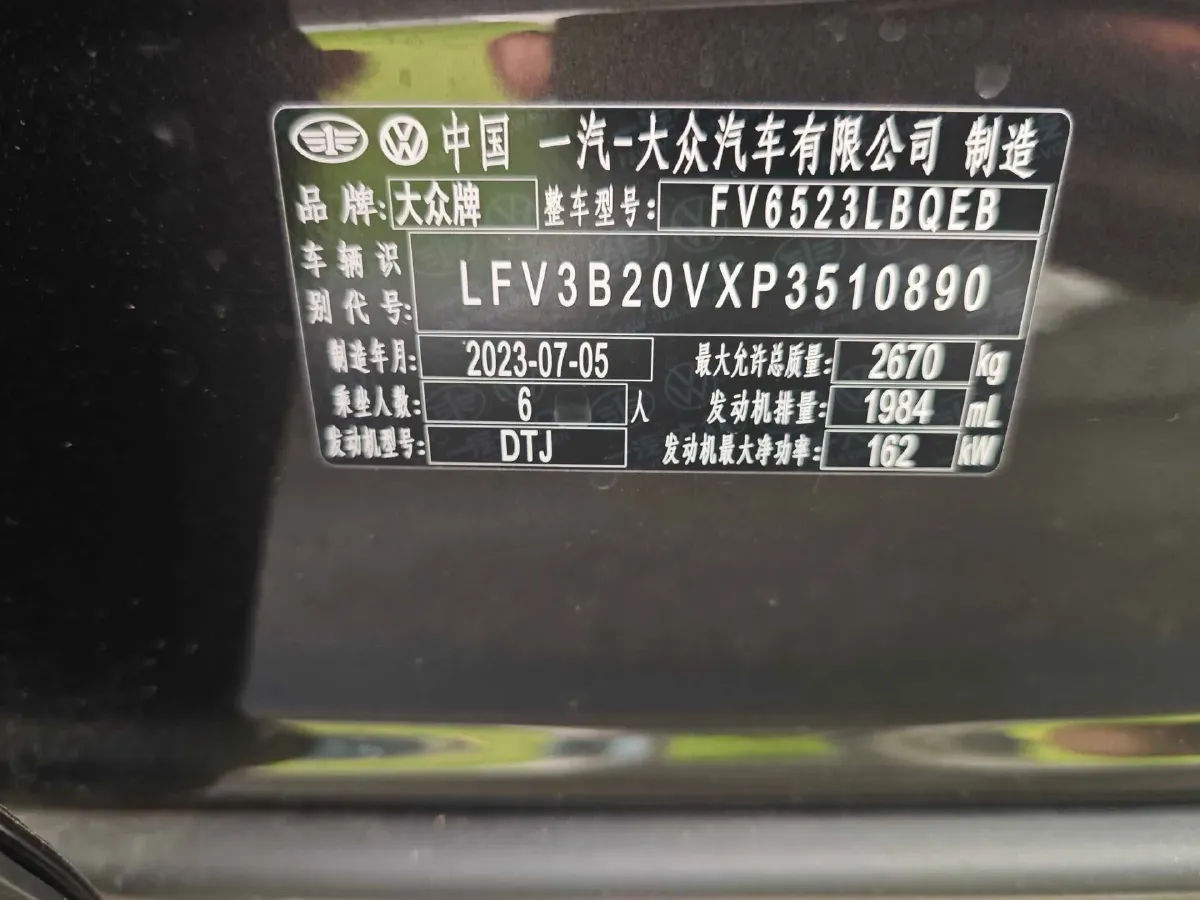 中国 一汽-大众汽车有限公司 制造
品牌: 大众牌 整车型号: FV6523LBQEB
车辆识别代号: LFV3B20VXP3510890
制造年月: 2023-07-05 最大允许总质量: 2670 kg
乘坐人数: 6 人 发动机排量: 1984 mL
发动机型号: DTJ 发动机最大净功率: 162 kW